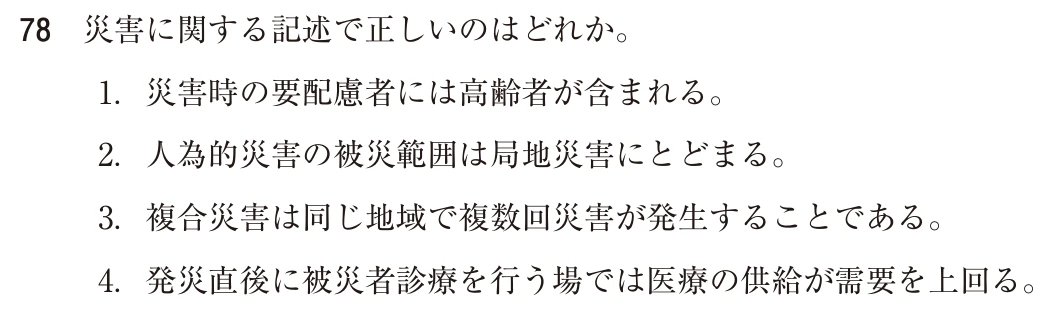 78 災害に関する記述で正しいのはどれか。
1. 災害時の要配慮者には高齢者が含まれる。
2. 人為的災害の被災範囲は局地災害にとどまる。
3. 複合災害は同じ地域で複数回災害が発生することである。
4. 発災直後に被災者診療を行う場では医療の供給が需要を上回る。